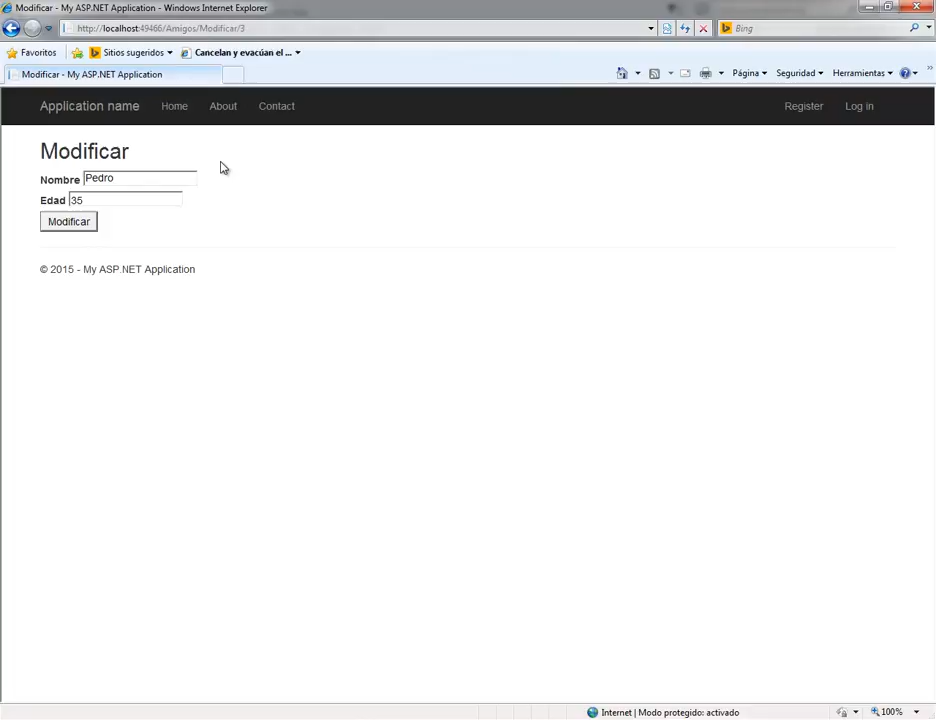 Modificar - My ASP.NET Application - Windows Internet Explorer
http://localhost:49466/Amigos/Modificar/3
Bing
Favoritos Sitios sugeridos Cancelan y evacúan el ...
Modificar - My ASP.NET Application
Página Seguridad Herramientas
Application name Home About Contact Register Log in
Modificar
Nombre Pedro
Edad 35
Modificar
© 2015 - My ASP.NET Application
Internet | Modo protegido: activado 100%